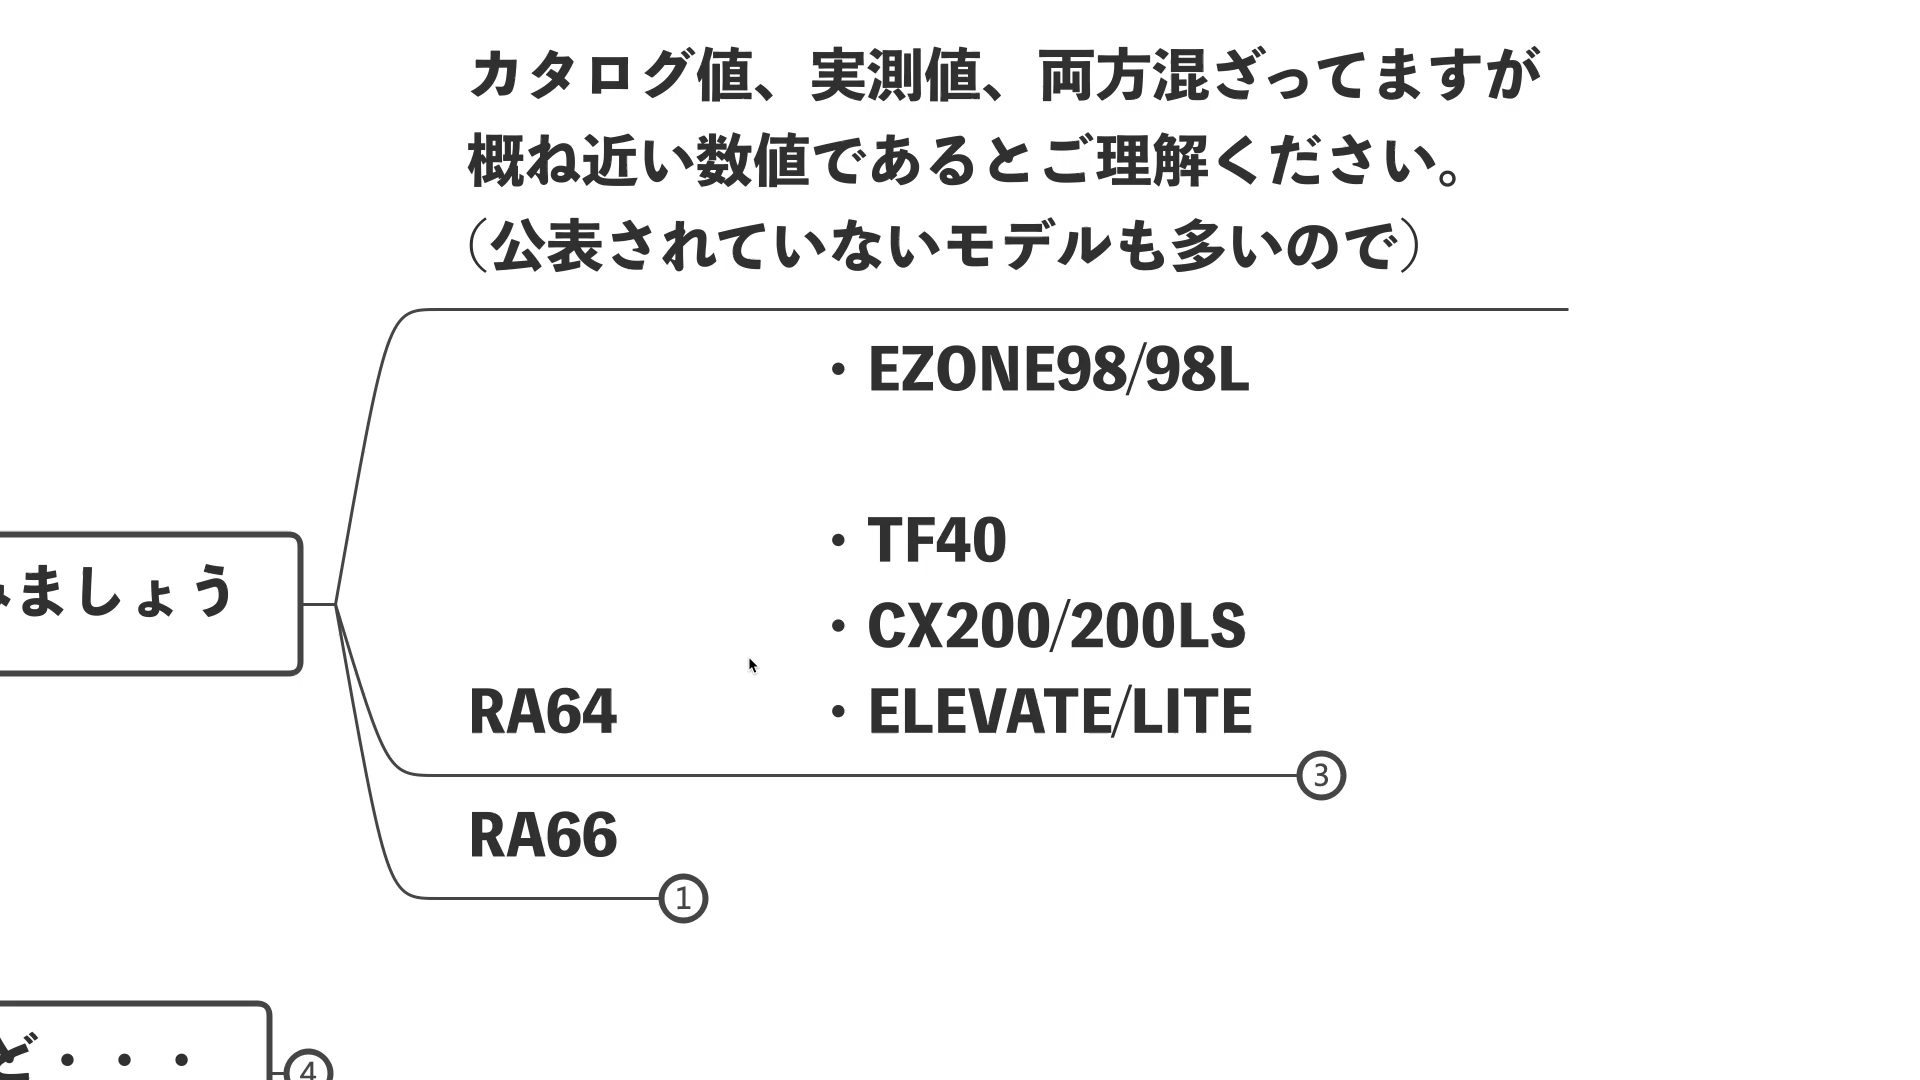 カタログ値、実測値、両方混ざってますが
概ね近い数値であるとご理解ください。
（公表されていないモデルも多いので）
・EZONE98/98L
・TF40
・CX200/200LS
RA64 ・ELEVATE/LITE
3
RA66
1
ましょう
ど・・・
4